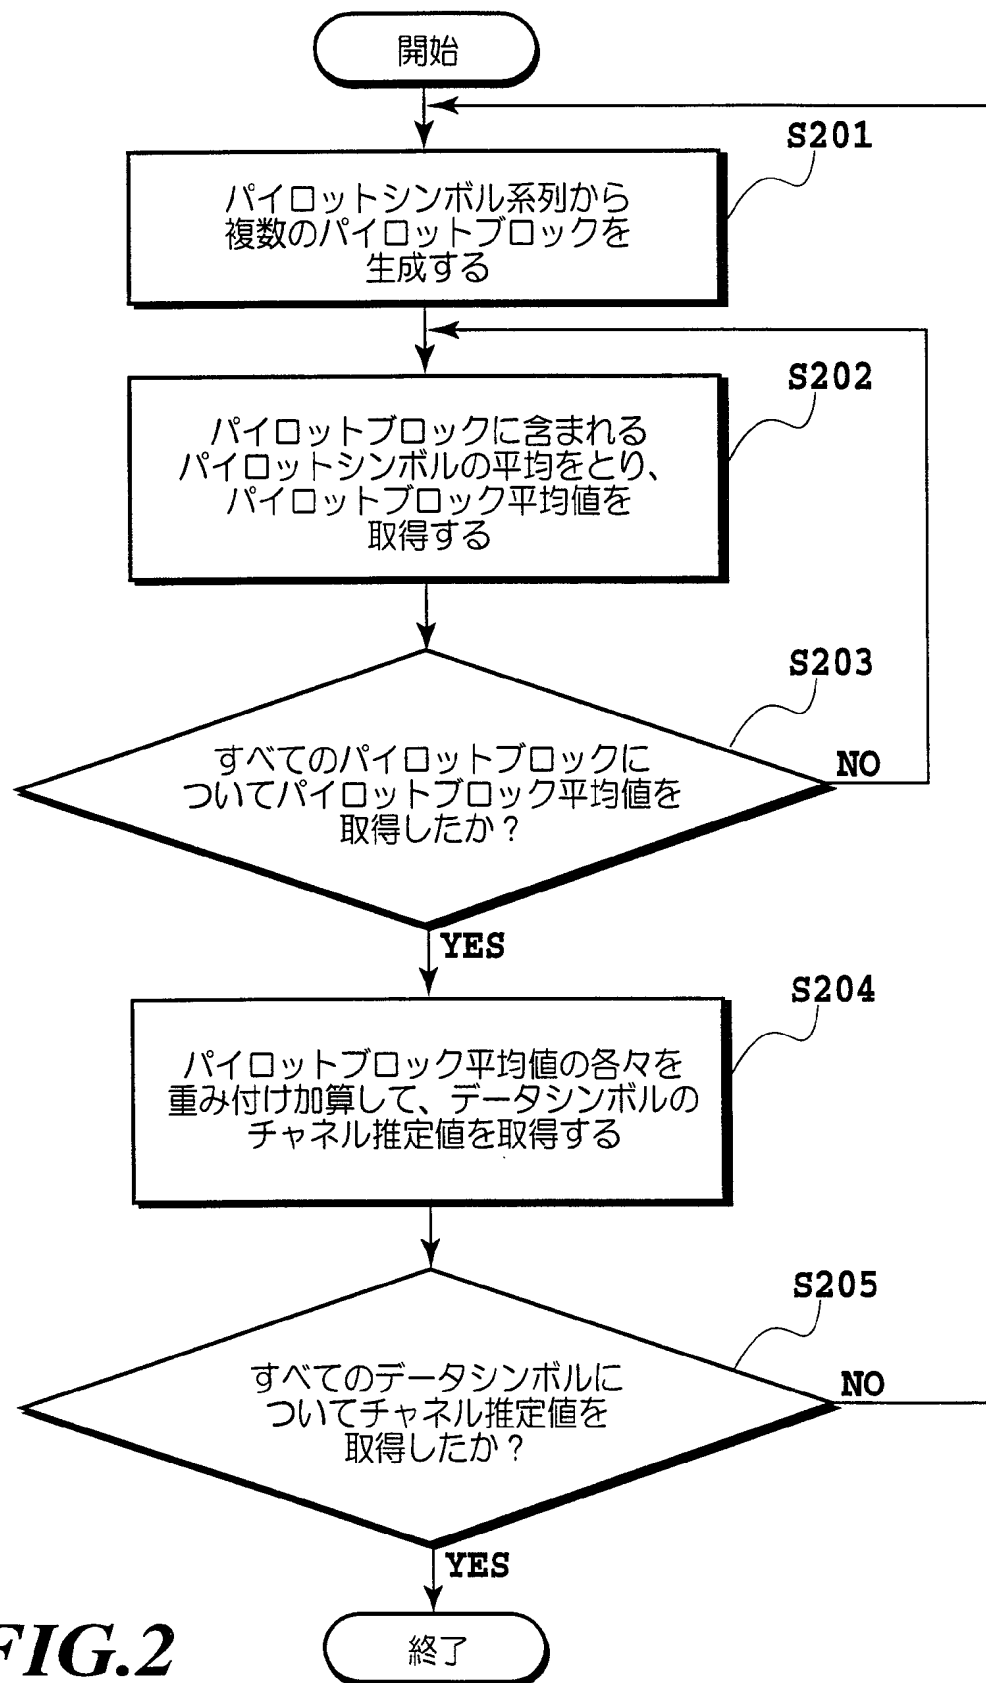 開始
S201
パイロットシンボル系列から
複数のパイロットブロックを
生成する
S202
パイロットブロックに含まれる
パイロットシンボルの平均をとり、
パイロットブロック平均値を
取得する
S203
すべてのパイロットブロックに
ついてパイロットブロック平均値を
取得したか？
NO
YES
S204
パイロットブロック平均値の各々を
重み付け加算して、データシンボルの
チャネル推定値を取得する
S205
すべてのデータシンボルに
ついてチャネル推定値を
取得したか？
NO
YES
終了
FIG.2